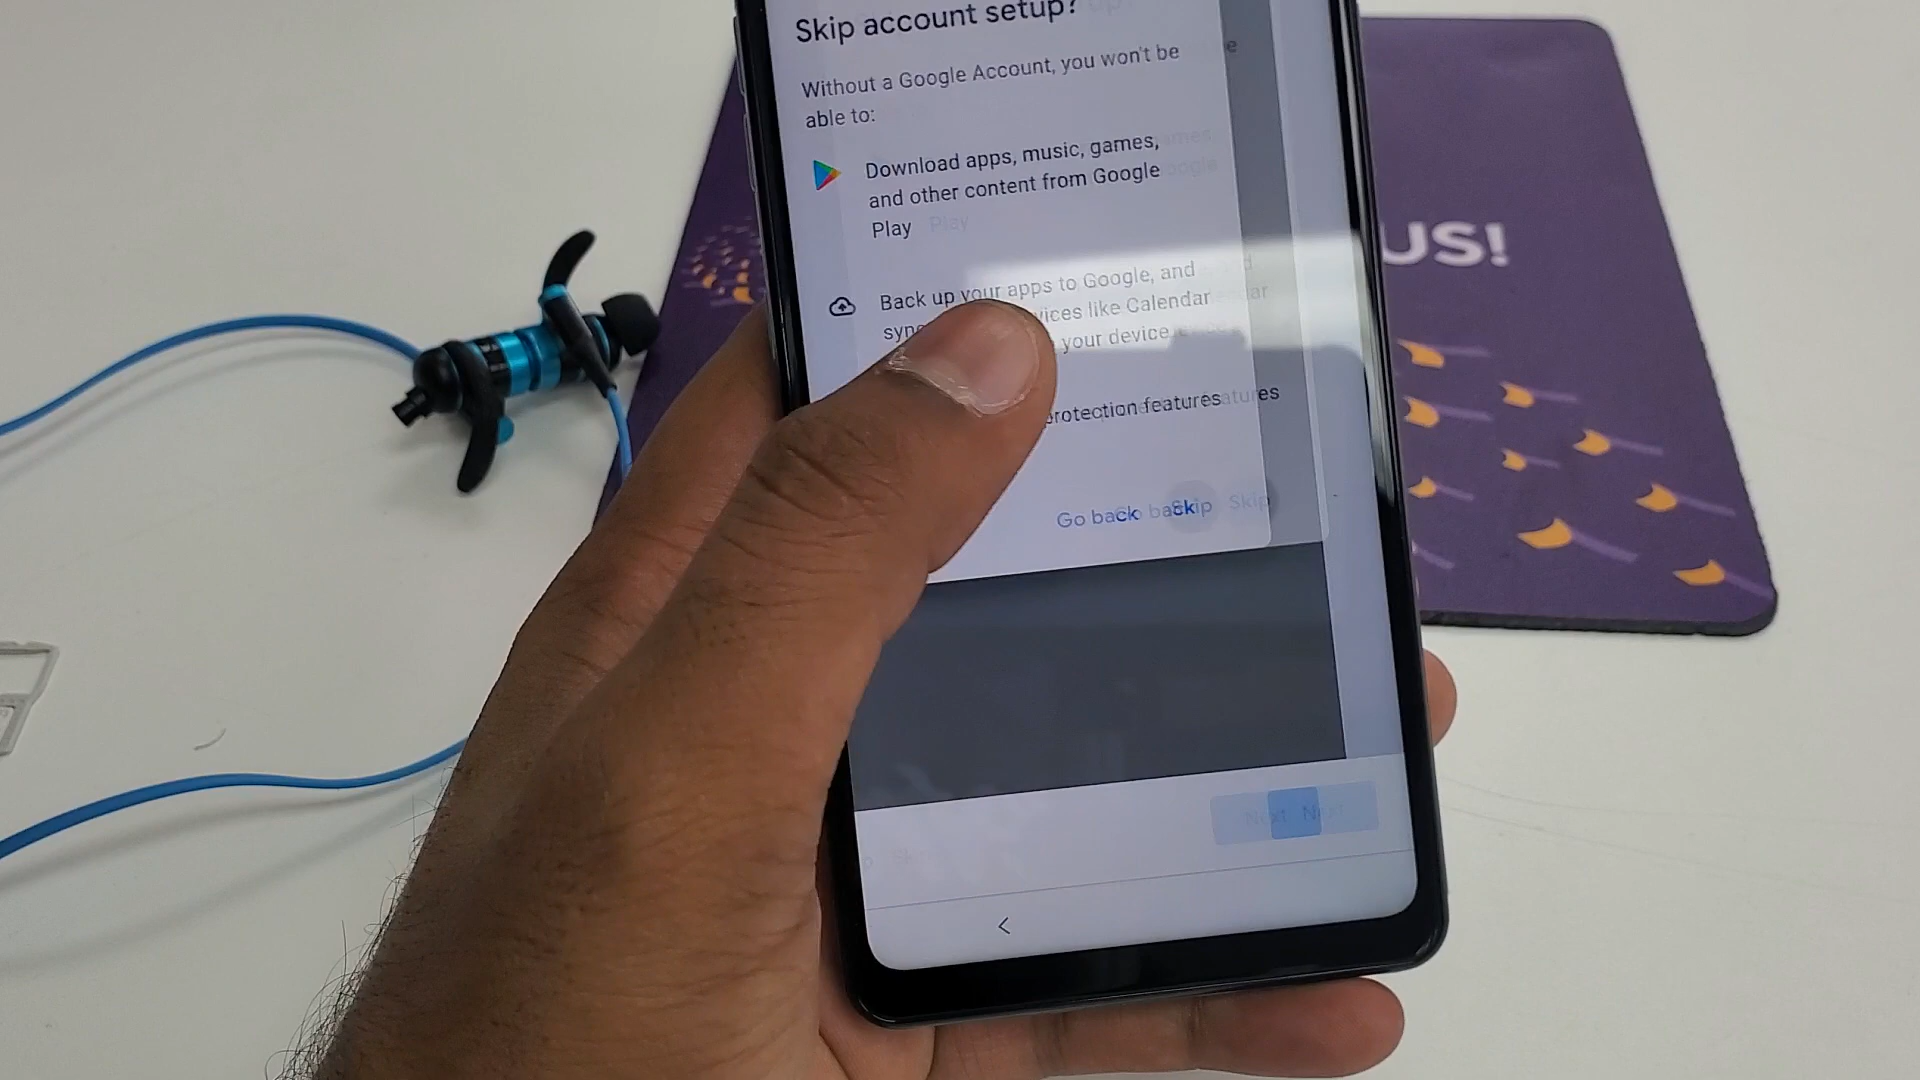 Skip account setup?
Without a Google Account, you won't be
able to:
Download apps, music, games,
and other content from Google
Play
US!
Back up your apps to Google, and
vices like Calendar
your device
protection features
Go back Skip
Next